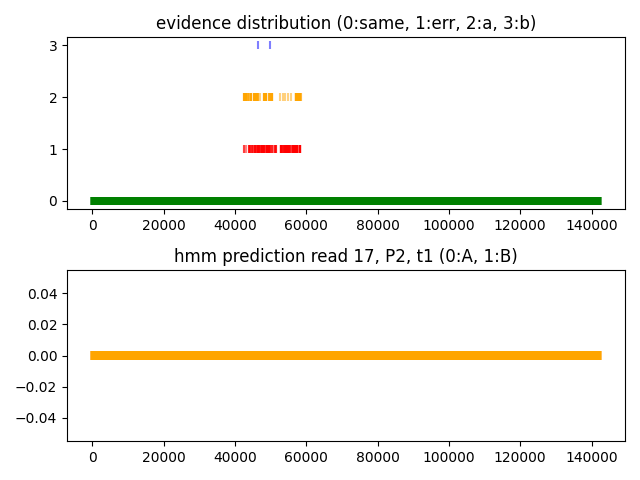 evidence distribution (0:same, 1:err, 2:a, 3:b)
3
2
1
0
0 20000 40000 60000 80000 100000 120000 140000
hmm prediction read 17, P2, t1 (0:A, 1:B)
0.04
0.02
0.00
−0.02
−0.04
0 20000 40000 60000 80000 100000 120000 140000